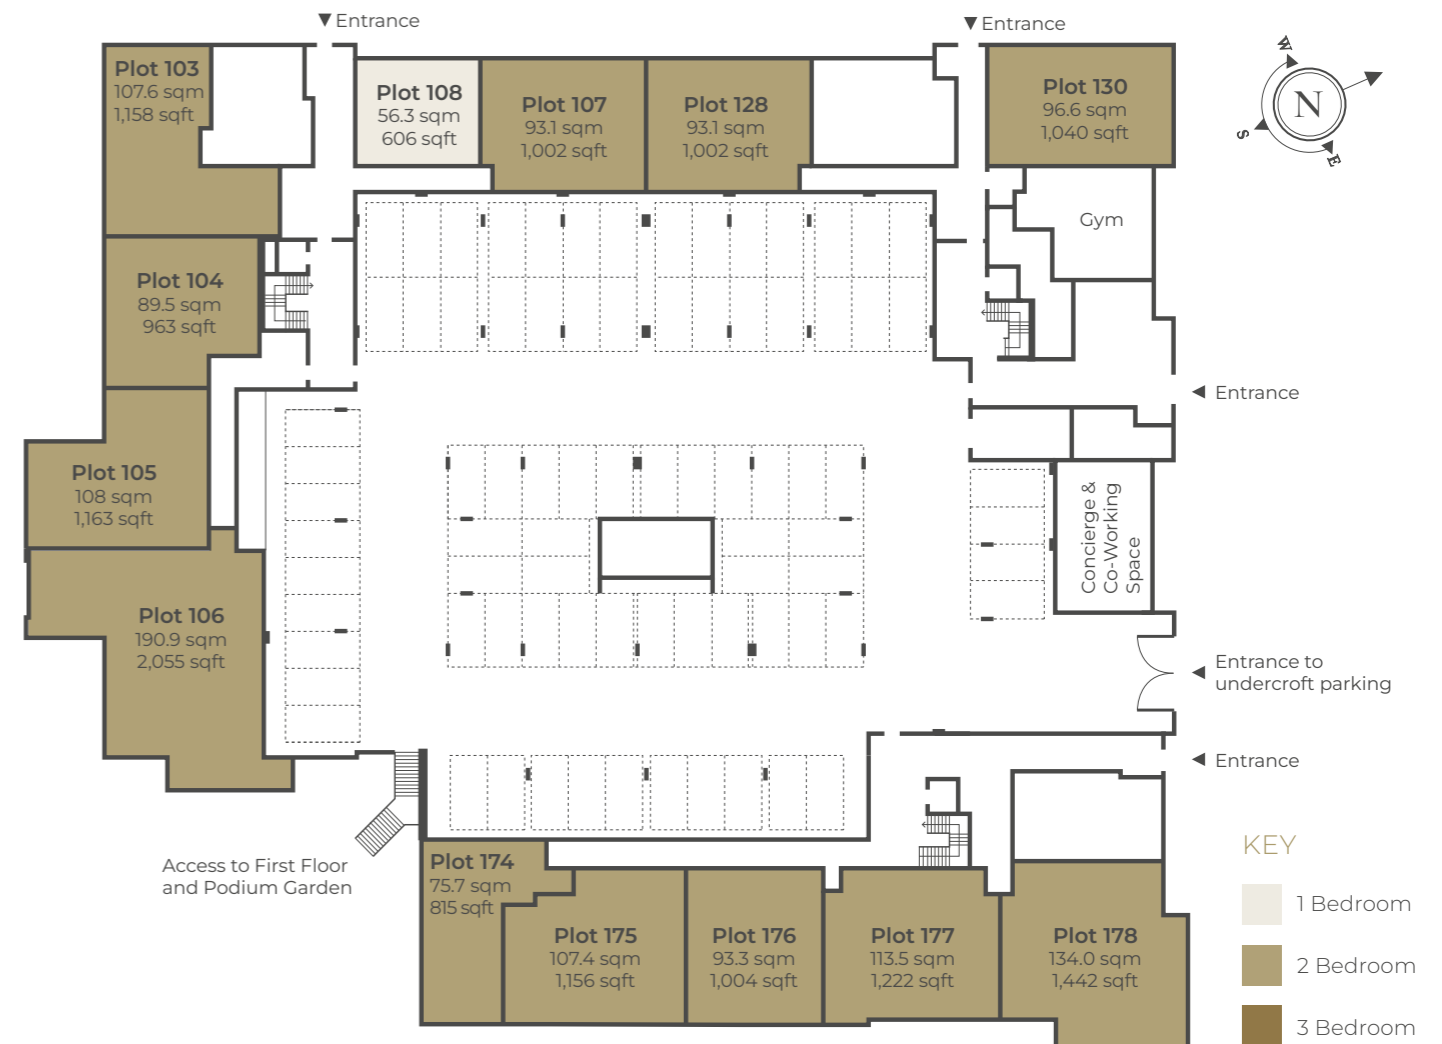 Entrance
Entrance
Plot 103
107.6 sqm
1,158 sqft
Plot 108
56.3 sqm
606 sqft
Plot 107
93.1 sqm
1,002 sqft
Plot 128
93.1 sqm
1,002 sqft
Plot 130
96.6 sqm
1,040 sqft
W
N
S
E
Gym
Plot 104
89.5 sqm
963 sqft
Entrance
Plot 105
108 sqm
1,163 sqft
Concierge &
Co-Working
Space
Plot 106
190.9 sqm
2,055 sqft
Entrance to
undercroft parking
Entrance
Access to First Floor
and Podium Garden
Plot 174
75.7 sqm
815 sqft
Plot 175
107.4 sqm
1,156 sqft
Plot 176
93.3 sqm
1,004 sqft
Plot 177
113.5 sqm
1,222 sqft
Plot 178
134.0 sqm
1,442 sqft
KEY
1 Bedroom
2 Bedroom
3 Bedroom